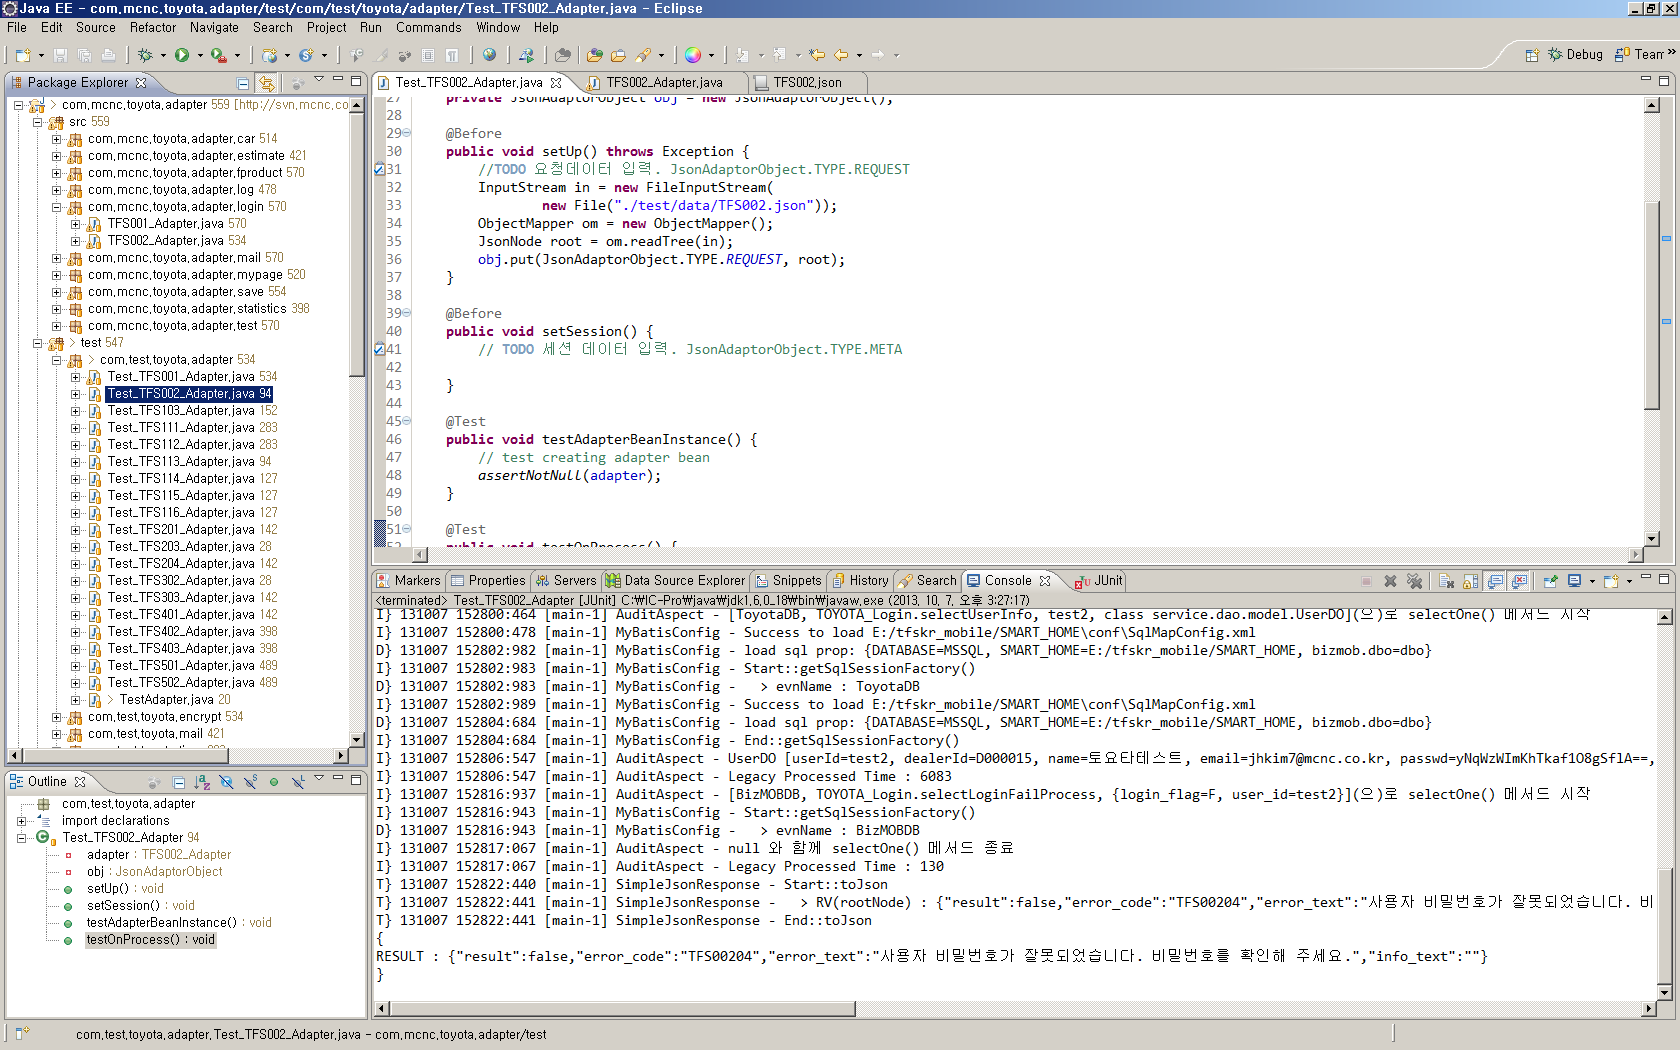 Java EE - com.mcnc.toyota.adapter/test/com/test/toyota/adapter/Test_TFS002_Adapter.java - Eclipse
File Edit Source Refactor Navigate Search Project Run Commands Window Help
Debug Team »
Package Explorer
com.mcnc.toyota.adapter 559 [http://svn.mcnc.co
src 559
com.mcnc.toyota.adapter.car 514
com.mcnc.toyota.adapter.estimate 421
com.mcnc.toyota.adapter.fproduct 570
com.mcnc.toyota.adapter.log 478
com.mcnc.toyota.adapter.login 570
TFS001_Adapter.java 570
TFS002_Adapter.java 534
com.mcnc.toyota.adapter.mail 570
com.mcnc.toyota.adapter.mypage 520
com.mcnc.toyota.adapter.save 554
com.mcnc.toyota.adapter.statistics 398
com.mcnc.toyota.adapter.test 570
> test 547
> com.test.toyota.adapter 534
Test_TFS001_Adapter.java 534
Test_TFS002_Adapter.java 94
Test_TFS103_Adapter.java 152
Test_TFS111_Adapter.java 283
Test_TFS112_Adapter.java 283
Test_TFS113_Adapter.java 94
Test_TFS114_Adapter.java 127
Test_TFS115_Adapter.java 127
Test_TFS116_Adapter.java 127
Test_TFS201_Adapter.java 142
Test_TFS203_Adapter.java 28
Test_TFS204_Adapter.java 142
Test_TFS302_Adapter.java 28
Test_TFS303_Adapter.java 142
Test_TFS401_Adapter.java 142
Test_TFS402_Adapter.java 398
Test_TFS403_Adapter.java 398
Test_TFS501_Adapter.java 489
Test_TFS502_Adapter.java 489
> TestAdapter.java 20
com.test.toyota.encrypt 534
com.test.toyota.mail 421
Outline
com.test.toyota.adapter
import declarations
Test_TFS002_Adapter 94
adapter : TFS002_Adapter
obj : JsonAdaptorObject
setUp() : void
setSession() : void
testAdapterBeanInstance() : void
testOnProcess() : void
Test_TFS002_Adapter.java TFS002_Adapter.java TFS002.json
27 private JsonAdaptorObject obj = new JsonAdaptorObject();
28
29 @Before
30 public void setUp() throws Exception {
31 //TODO 요청데이터 입력. JsonAdaptorObject.TYPE.REQUEST
32 InputStream in = new FileInputStream(
33 new File("./test/data/TFS002.json"));
34 ObjectMapper om = new ObjectMapper();
35 JsonNode root = om.readTree(in);
36 obj.put(JsonAdaptorObject.TYPE.REQUEST, root);
37 }
38
39 @Before
40 public void setSession() {
41 // TODO 세션 데이터 입력. JsonAdaptorObject.TYPE.META
42
43 }
44
45 @Test
46 public void testAdapterBeanInstance() {
47 // test creating adapter bean
48 assertNotNull(adapter);
49 }
50
51 @Test
52 public void testOnProcess() {
Markers Properties Servers Data Source Explorer Snippets History Search Console JUnit
<terminated> Test_TFS002_Adapter [JUnit] C:₩IC-Pro₩java₩jdk1.6.0_18₩bin₩javaw.exe (2013. 10. 7. 오후 3:27:17)
I} 131007 152800:464 [main-1] AuditAspect - [ToyotaDB, TOYOTA_Login.selectUserInfo, test2, class service.dao.model.UserDO](으)로 selectOne() 메서드 시작
I} 131007 152800:478 [main-1] MyBatisConfig - Success to load E:/tfskr_mobile/SMART_HOME\conf\SqlMapConfig.xml
D} 131007 152802:982 [main-1] MyBatisConfig - load sql prop: {DATABASE=MSSQL, SMART_HOME=E:/tfskr_mobile/SMART_HOME, bizmob.dbo=dbo}
I} 131007 152802:983 [main-1] MyBatisConfig - Start::getSqlSessionFactory()
D} 131007 152802:983 [main-1] MyBatisConfig - > evnName : ToyotaDB
I} 131007 152802:989 [main-1] MyBatisConfig - Success to load E:/tfskr_mobile/SMART_HOME\conf\SqlMapConfig.xml
D} 131007 152804:684 [main-1] MyBatisConfig - load sql prop: {DATABASE=MSSQL, SMART_HOME=E:/tfskr_mobile/SMART_HOME, bizmob.dbo=dbo}
I} 131007 152804:684 [main-1] MyBatisConfig - End::getSqlSessionFactory()
I} 131007 152806:547 [main-1] AuditAspect - UserDO [userId=test2, dealerId=D000015, name=토요타테스트, email=jhkim7@mcnc.co.kr, passwd=yNqWzWImKhTkaf1O8gSflA==,
I} 131007 152806:547 [main-1] AuditAspect - Legacy Processed Time : 6083
I} 131007 152816:937 [main-1] AuditAspect - [BizMOBDB, TOYOTA_Login.selectLoginFailProcess, {login_flag=F, user_id=test2}](으)로 selectOne() 메서드 시작
I} 131007 152816:943 [main-1] MyBatisConfig - Start::getSqlSessionFactory()
D} 131007 152816:943 [main-1] MyBatisConfig - > evnName : BizMOBDB
I} 131007 152817:067 [main-1] AuditAspect - null 와 함께 selectOne() 메서드 종료
I} 131007 152817:067 [main-1] AuditAspect - Legacy Processed Time : 130
T} 131007 152822:440 [main-1] SimpleJsonResponse - Start::toJson
T} 131007 152822:441 [main-1] SimpleJsonResponse - > RV(rootNode) : {"result":false,"error_code":"TFS00204","error_text":"사용자 비밀번호가 잘못되었습니다. 비
T} 131007 152822:441 [main-1] SimpleJsonResponse - End::toJson
{
RESULT : {"result":false,"error_code":"TFS00204","error_text":"사용자 비밀번호가 잘못되었습니다. 비밀번호를 확인해 주세요.","info_text":""}
}
com.test.toyota.adapter.Test_TFS002_Adapter.java - com.mcnc.toyota.adapter/test